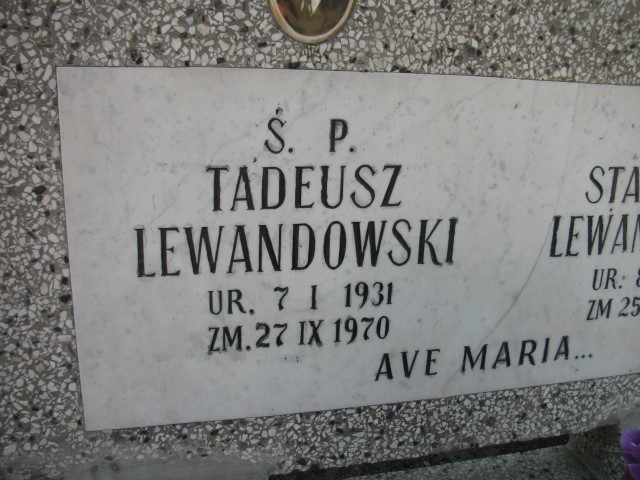 Ś. P.
TADEUSZ
LEWANDOWSKI
UR. 7 I 1931
ZM. 27 IX 1970
STA
LEWAN
UR. 8
ZM 25
AVE MARIA...